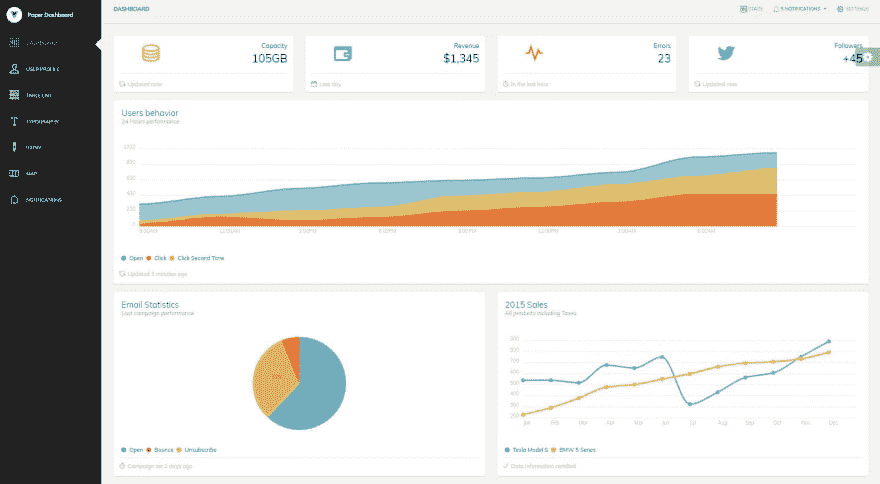 Paper Dashboard
USER PROFILE
TABLE LIST
TYPOGRAPHY
ICONS
MAP
NOTIFICATIONS
DASHBOARD
STATS
5 NOTIFICATIONS
SETTINGS
Capacity
105GB
Updated now
Revenue
$1,345
Last day
Errors
23
In the last hour
Followers
+45
Updated now
Users behavior
24 Hours performance
1000
800
600
400
200
0
9:00AM
12:00AM
3:00PM
6:00PM
9:00PM
12:00PM
3:00AM
6:00AM
Open
Click
Click Second Time
Updated 3 minutes ago
Email Statistics
Last campaign performance
Open
Bounce
Unsubscribe
Campaign sent 2 days ago
2015 Sales
All products including Taxes
900
800
700
600
500
400
300
200
Jan
Feb
Mar
Apr
Mai
Jun
Jul
Aug
Sep
Oct
Nov
Dec
Tesla Model S
BMW 5 Series
Data information certified